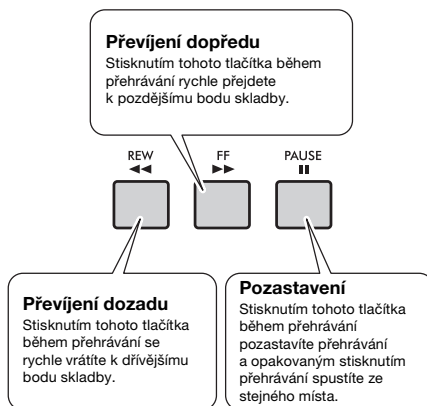 Převíjení dopředu
Stisknutím tohoto tlačítka během
přehrávání rychle přejdete
k pozdějšímu bodu skladby.
REW
FF
PAUSE
Převíjení dozadu
Stisknutím tohoto tlačítka
během přehrávání se
rychle vrátíte k dřívějšímu
bodu skladby.
Pozastavení
Stisknutím tohoto tlačítka
během přehrávání
pozastavíte přehrávání
a opakovaným stisknutím
přehrávání spustíte ze
stejného místa.